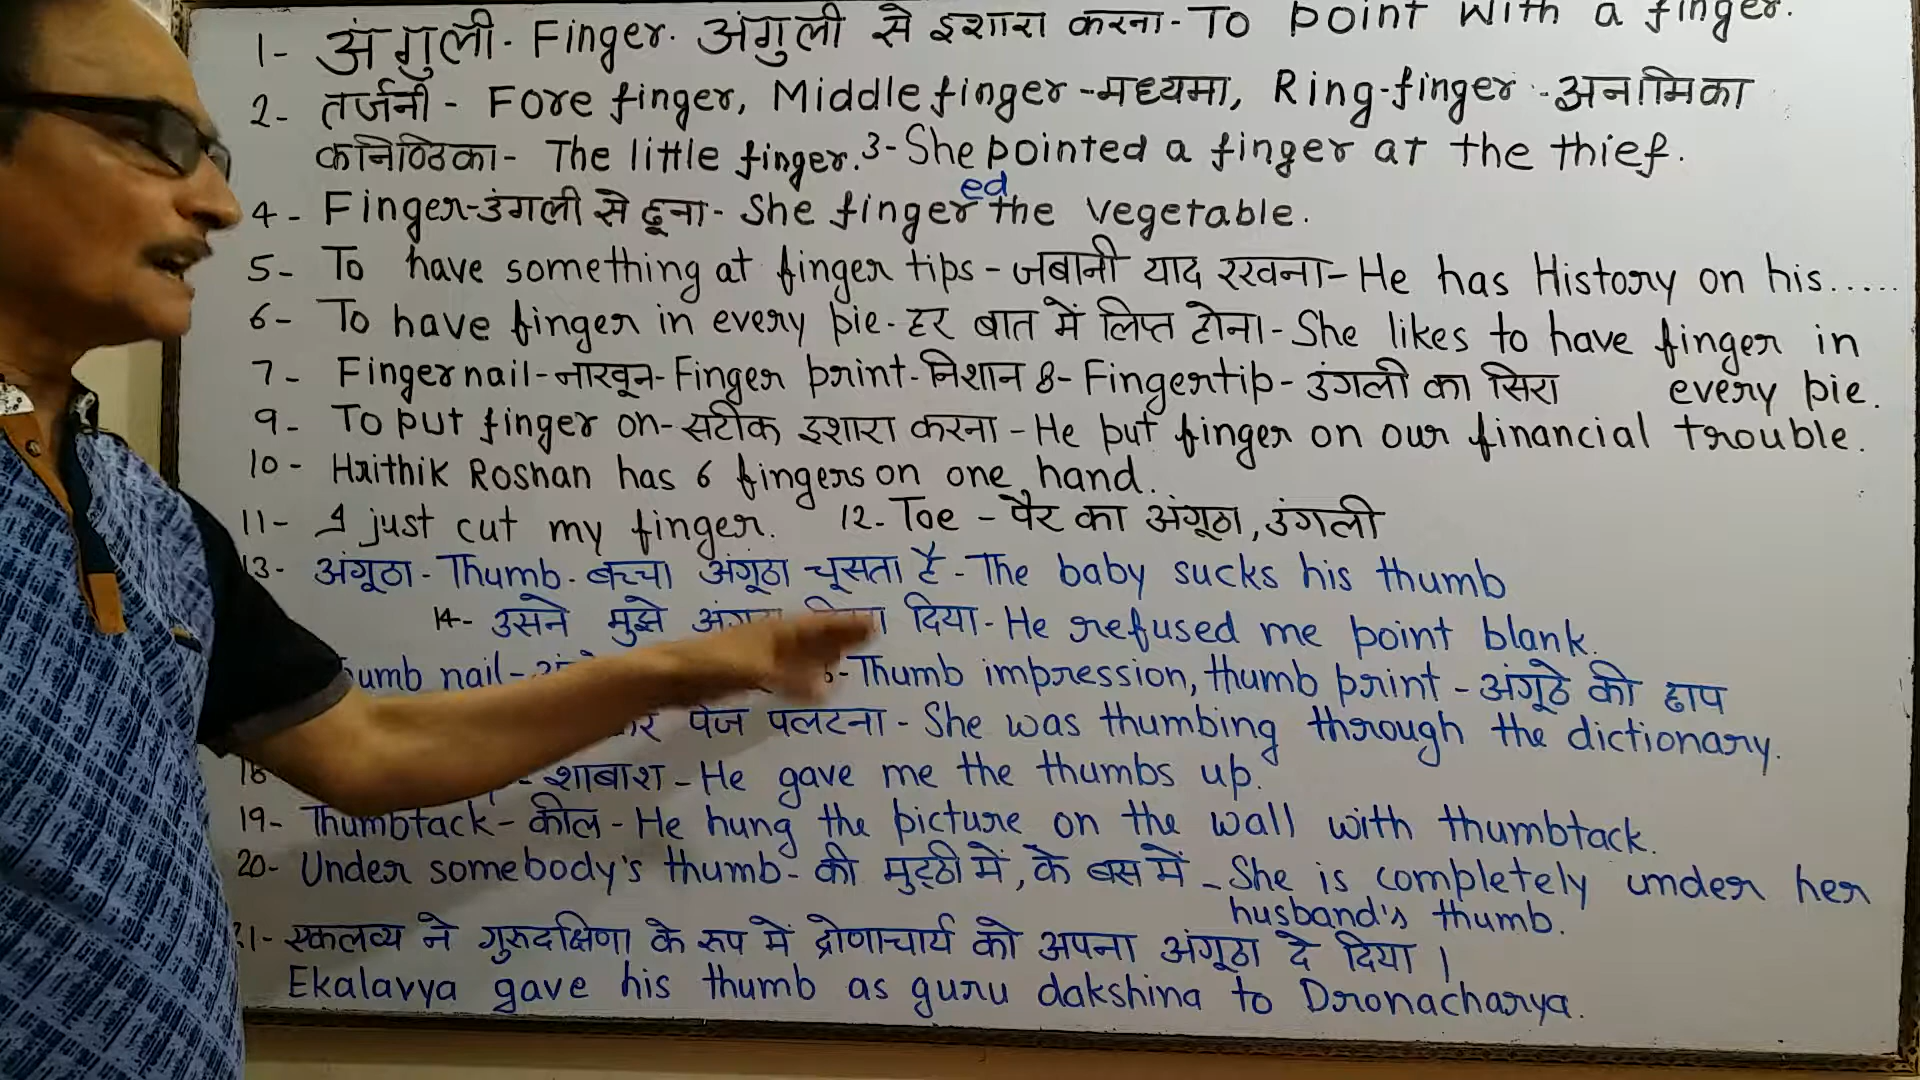 1- अंगुली- Finger. अंगुली से इशारा करना- To point with a finger.
2- तर्जनी - Fore finger, Middle finger -मध्यमा, Ring-finger -अनामिका
कनिष्ठिका- The little finger. 3- She pointed a finger at the thief.
4- Finger-उंगली से छूना- She fingered the vegetable.
5- To have something at finger tips - जबानी याद रखना- He has History on his.....
6- To have finger in every pie- हर बात में लिप्त होना- She likes to have finger in
7- Finger nail-नाखून- Finger print-निशान 8- Fingertip- उंगली का सिरा every pie.
9- To put finger on- सटीक इशारा करना - He put finger on our financial trouble.
10- Hrithik Roshan has 6 fingers on one hand.
11- I just cut my finger. 12- Toe - पैर का अंगूठा, उंगली
13- अंगूठा- Thumb- बच्चा अंगूठा चूसता है- The baby sucks his thumb
14- उसने मुझे दिया- He refused me point blank.
umb nail- -Thumb impression, thumb print - अंगूठे की छाप
कर पेज पलटना - She was thumbing through the dictionary.
18 - शाबाश - He gave me the thumbs up.
19- Thumbtack- कील - He hung the picture on the wall with thumbtack.
20- Under somebody's thumb- की मुट्ठी में, के बस में - She is completely under her
husband's thumb.
21- एकलव्य ने गुरुदक्षिणा के रूप में द्रोणाचार्य को अपना अंगूठा दे दिया।
Ekalavya gave his thumb as guru dakshina to Dronacharya.